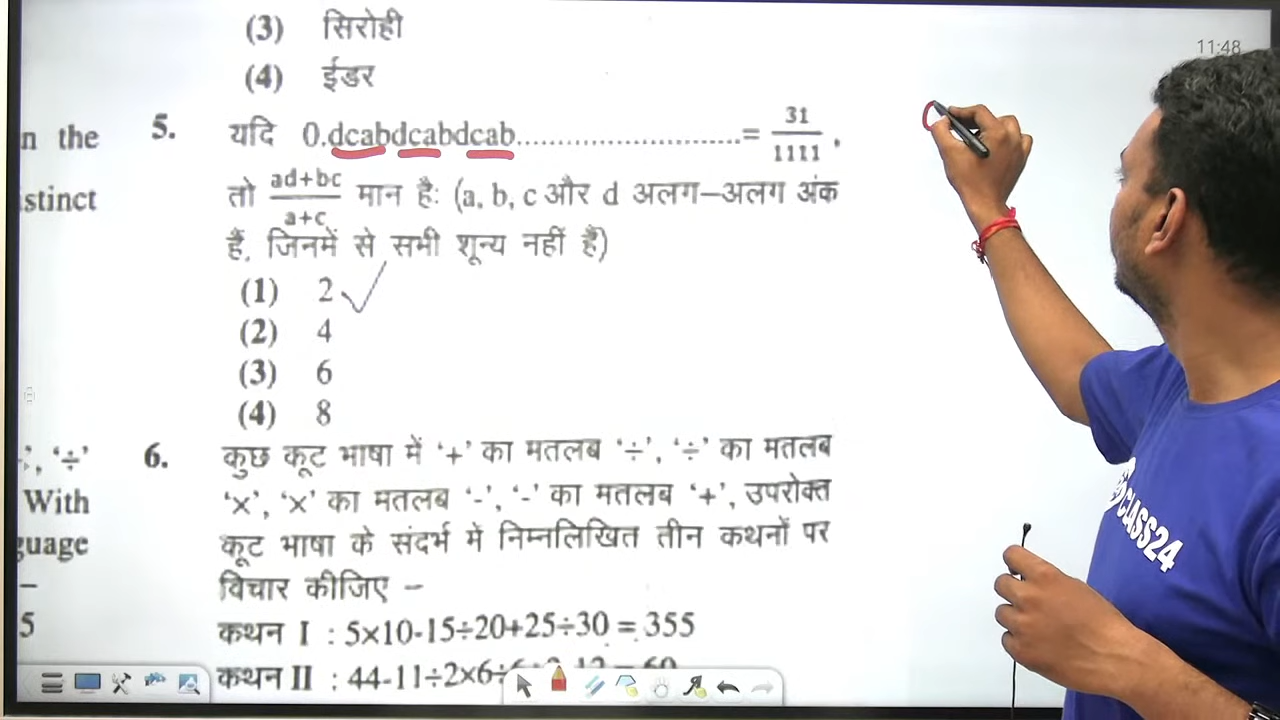 (3) सिरोही
(4) ईडर
n the
5. यदि 0.dcabdcabdcab..........................= 31/1111 ,
stinct
तो ad+bc/a+c मान है: (a, b, c और d अलग–अलग अंक
हैं, जिनमें से सभी शून्य नहीं हैं)
(1) 2
(2) 4
(3) 6
(4) 8
, '÷'
6. कुछ कूट भाषा में '+' का मतलब '÷', '÷' का मतलब
With
'x', 'x' का मतलब '-', '-' का मतलब '+', उपरोक्त
guage
कूट भाषा के संदर्भ में निम्नलिखित तीन कथनों पर
–
विचार कीजिए –
5
कथन I : 5×10-15÷20+25÷30 = 355
कथन II : 44-11÷2×6÷
11:48
CLASS24